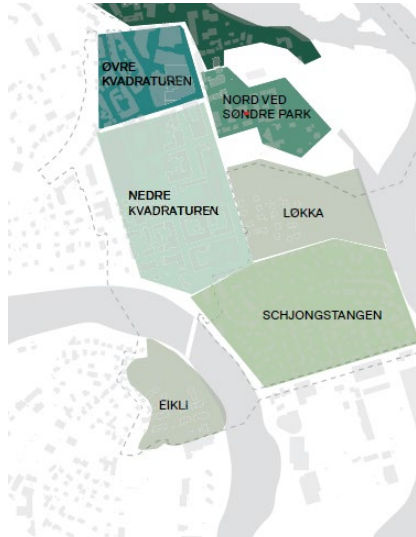 ØVRE
KVADRATUREN
NORD VED
SØNDRE PARK
NEDRE
KVADRATUREN
LØKKA
SCHJONGSTANGEN
EIKLI